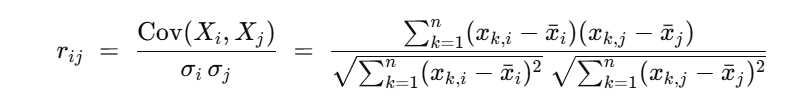 $r_{ij} \;=\; \frac{\mathrm{Cov}(X_i, X_j)}{\sigma_i \, \sigma_j} \;=\; \frac{\sum_{k=1}^{n}(x_{k,i} - \bar{x}_i)(x_{k,j} - \bar{x}_j)}{\sqrt{\sum_{k=1}^{n}(x_{k,i} - \bar{x}_i)^2}\,\sqrt{\sum_{k=1}^{n}(x_{k,j} - \bar{x}_j)^2}}$